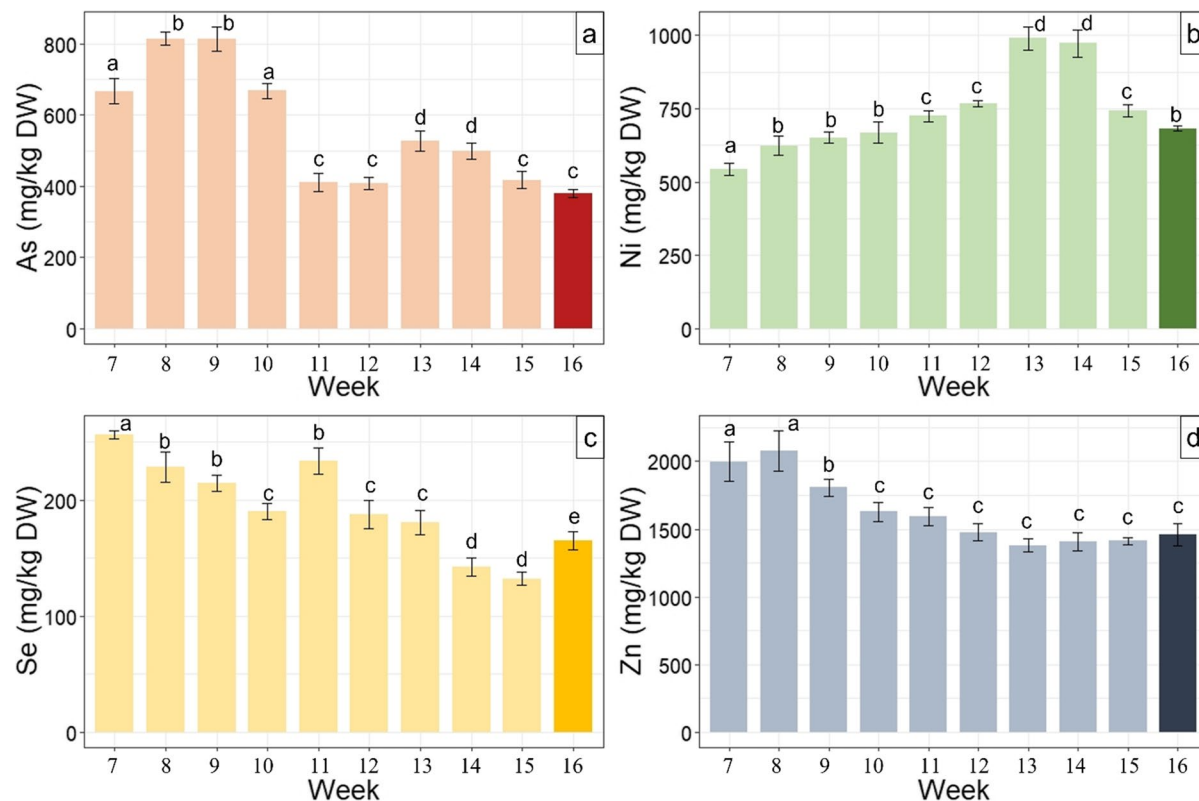 a
As (mg/kg DW)
800
600
400
200
0
a b b a c c d d c c
7 8 9 10 11 12 13 14 15 16
Week
b
Ni (mg/kg DW)
1000
750
500
250
0
a b b b c c d d c b
7 8 9 10 11 12 13 14 15 16
Week
c
Se (mg/kg DW)
200
100
0
a b b c b c c d d e
7 8 9 10 11 12 13 14 15 16
Week
d
Zn (mg/kg DW)
2000
1500
1000
500
0
a a b c c c c c c c
7 8 9 10 11 12 13 14 15 16
Week